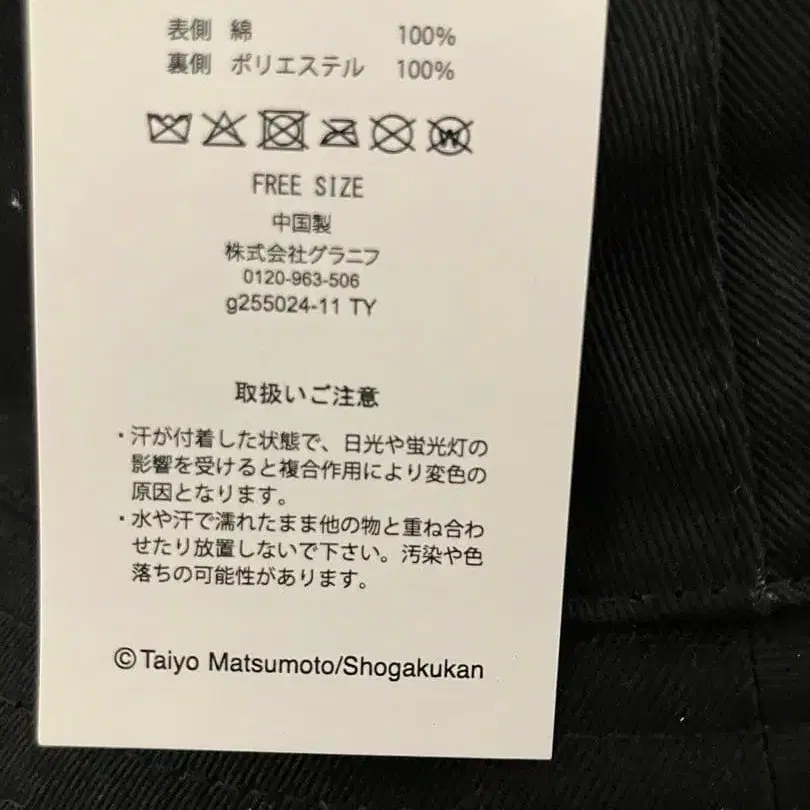 表側 綿 100%
裏側 ポリエステル 100%
W
FREE SIZE
中国製
株式会社グラニフ
0120-963-506
g255024-11 TY
取扱いご注意
・汗が付着した状態で、日光や蛍光灯の
影響を受けると複合作用により変色の
原因となります。
・水や汗で濡れたまま他の物と重ね合わ
せたり放置しないで下さい。汚染や色
落ちの可能性があります。
©Taiyo Matsumoto/Shogakukan